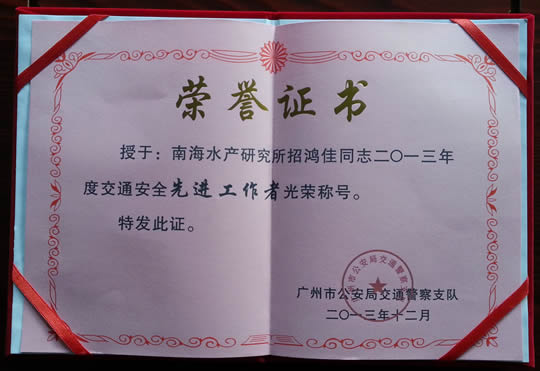 荣誉证书
授于：南海水产研究所招鸿佳同志二〇一三年
度交通安全先进工作者光荣称号。
特发此证。
广州市公安局交通警察支队
二〇一三年十二月